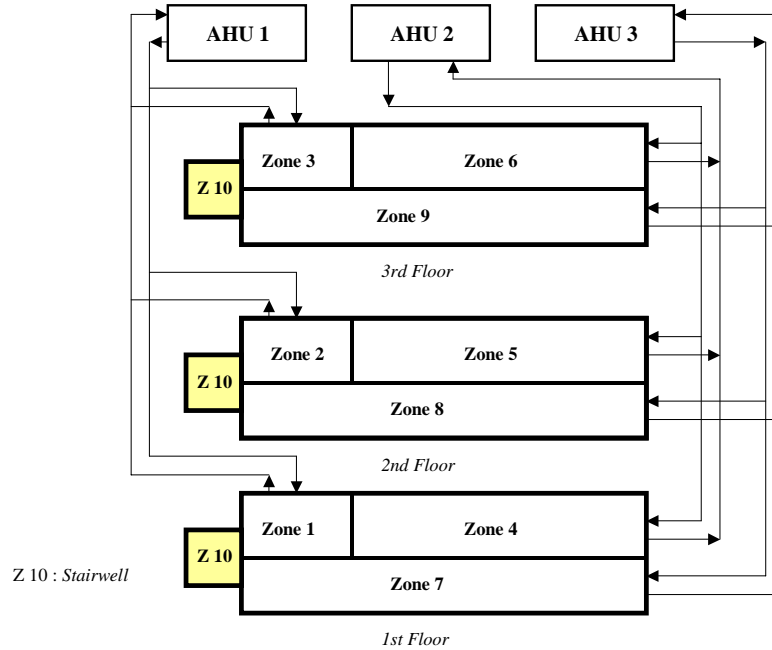 AHU 1
AHU 2
AHU 3
Zone 3
Zone 6
Z 10
Zone 9
3rd Floor
Zone 2
Zone 5
Z 10
Zone 8
2nd Floor
Zone 1
Zone 4
Z 10
Zone 7
Z 10 : Stairwell
1st Floor